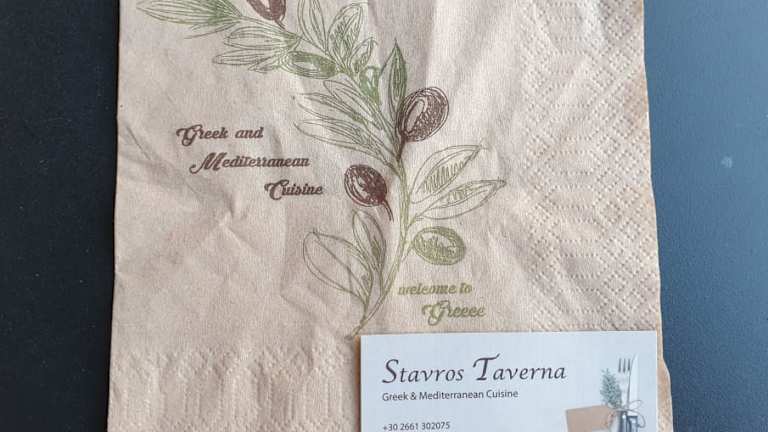 Greek and
Mediterranean
Cuisine
welcome to
Greece
Stavros Taverna
Greek & Mediterranean Cuisine
+30 2661 302075